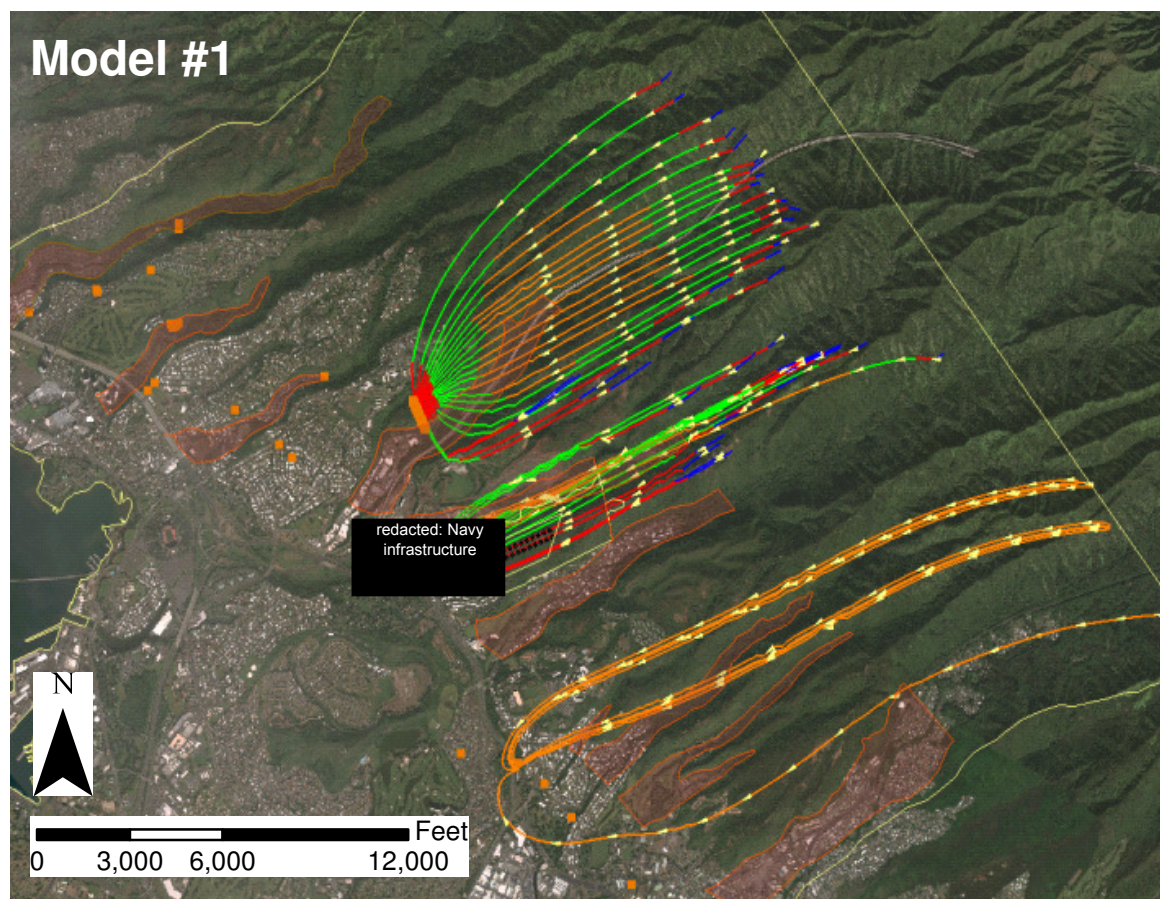 Model #1
redacted: Navy
infrastructure
N
Feet
0 3,000 6,000 12,000